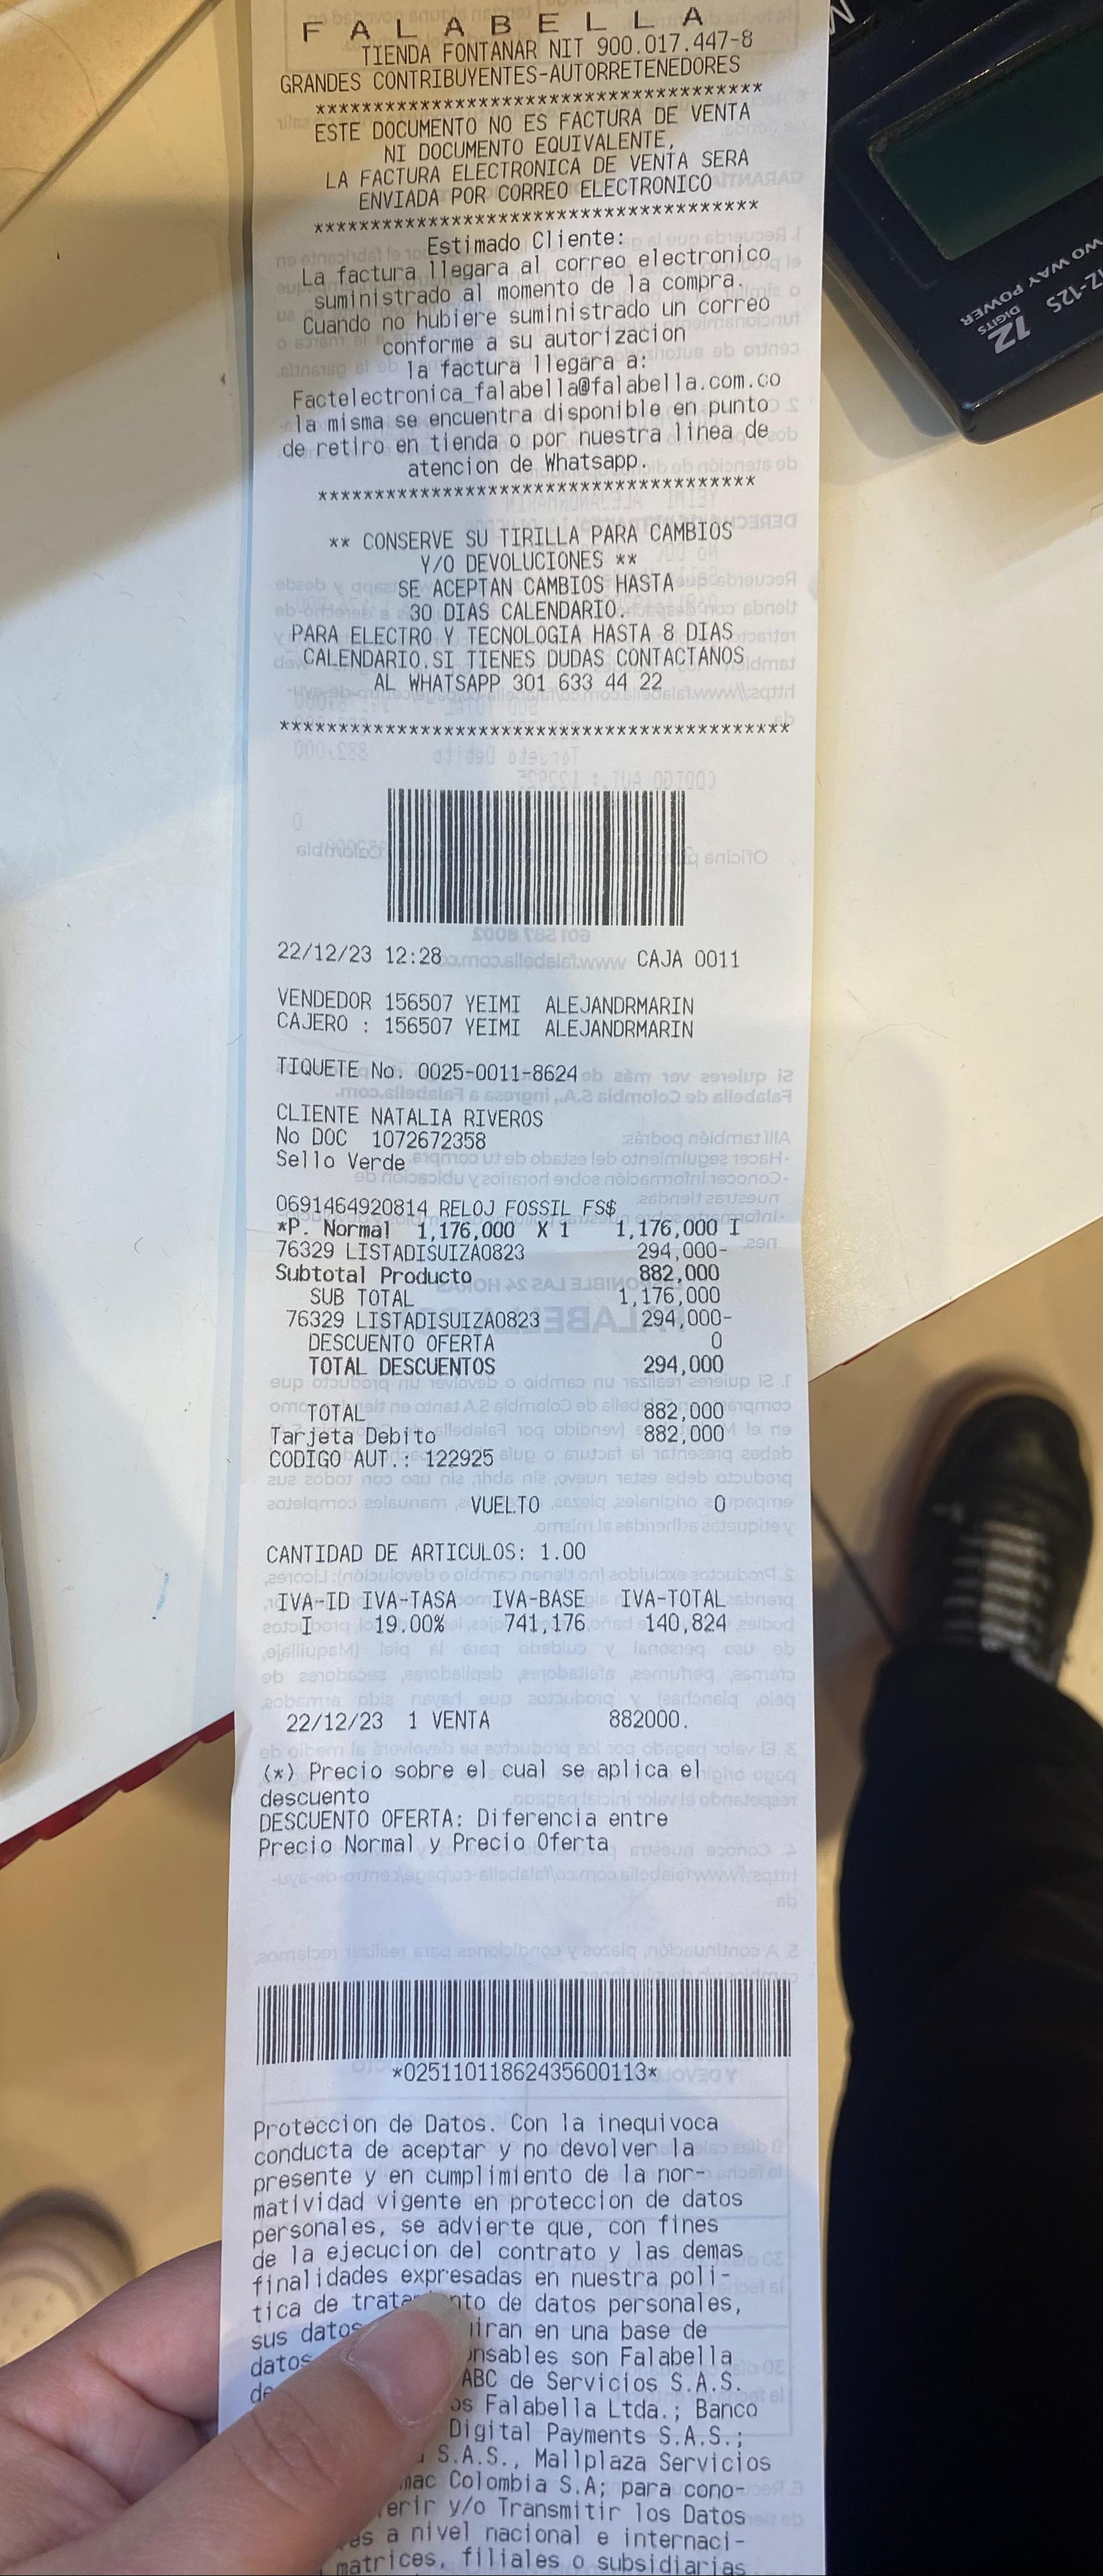 F A L A B E L L A
TIENDA FONTANAR NIT 900.017.447-8
GRANDES CONTRIBUYENTES-AUTORRETENEDORES
**************************************
ESTE DOCUMENTO NO ES FACTURA DE VENTA
NI DOCUMENTO EQUIVALENTE,
LA FACTURA ELECTRONICA DE VENTA SERA
ENVIADA POR CORREO ELECTRONICO
**************************************
Estimado Cliente:
La factura llegara al correo electronico
suministrado al momento de la compra.
Cuando no hubiere suministrado un correo
conforme a su autorizacion
la factura llegara a:
Factelectronica_falabella@falabella.com.co
la misma se encuentra disponible en punto
de retiro en tienda o por nuestra linea de
atencion de Whatsapp.
**************************************
** CONSERVE SU TIRILLA PARA CAMBIOS
Y/O DEVOLUCIONES **
SE ACEPTAN CAMBIOS HASTA
30 DIAS CALENDARIO.
PARA ELECTRO Y TECNOLOGIA HASTA 8 DIAS
CALENDARIO.SI TIENES DUDAS CONTACTANOS
AL WHATSAPP 301 633 44 22
********************************************
22/12/23 12:28 CAJA 0011
VENDEDOR 156507 YEIMI ALEJANDRMARIN
CAJERO : 156507 YEIMI ALEJANDRMARIN
TIQUETE No. 0025-0011-8624
CLIENTE NATALIA RIVEROS
No DOC 1072672358
Sello Verde
0691464920814 RELOJ FOSSIL FS$
*P. Normal 1,176,000 X 1 1,176,000 I
76329 LISTADISUIZA0823 294,000-
Subtotal Producto 882,000
SUB TOTAL 1,176,000
76329 LISTADISUIZA0823 294,000-
DESCUENTO OFERTA 0
TOTAL DESCUENTOS 294,000
TOTAL 882,000
Tarjeta Debito 882,000
CODIGO AUT.: 122925
VUELTO 0
CANTIDAD DE ARTICULOS: 1.00
IVA-ID IVA-TASA IVA-BASE IVA-TOTAL
I 19.00% 741,176 140,824
22/12/23 1 VENTA 882000.
(*) Precio sobre el cual se aplica el
descuento
DESCUENTO OFERTA: Diferencia entre
Precio Normal y Precio Oferta
*02511011862435600113*
Proteccion de Datos. Con la inequivoca
conducta de aceptar y no devolver la
presente y en cumplimiento de la nor-
matividad vigente en proteccion de datos
personales, se advierte que, con fines
de la ejecucion del contrato y las demas
finalidades expresadas en nuestra poli-
tica de de datos personales,
sus datos en una base de
datos son Falabella
de ABC de Servicios S.A.S.
Falabella Ltda.; Banco
Digital Payments S.A.S.;
S.A.S., Mallplaza Servicios
Colombia S.A; para cono-
y/o Transmitir los Datos
a nivel nacional e internaci-
matrices, filiales o subsidiarias
12 DIGITS
TWO WAY POWER